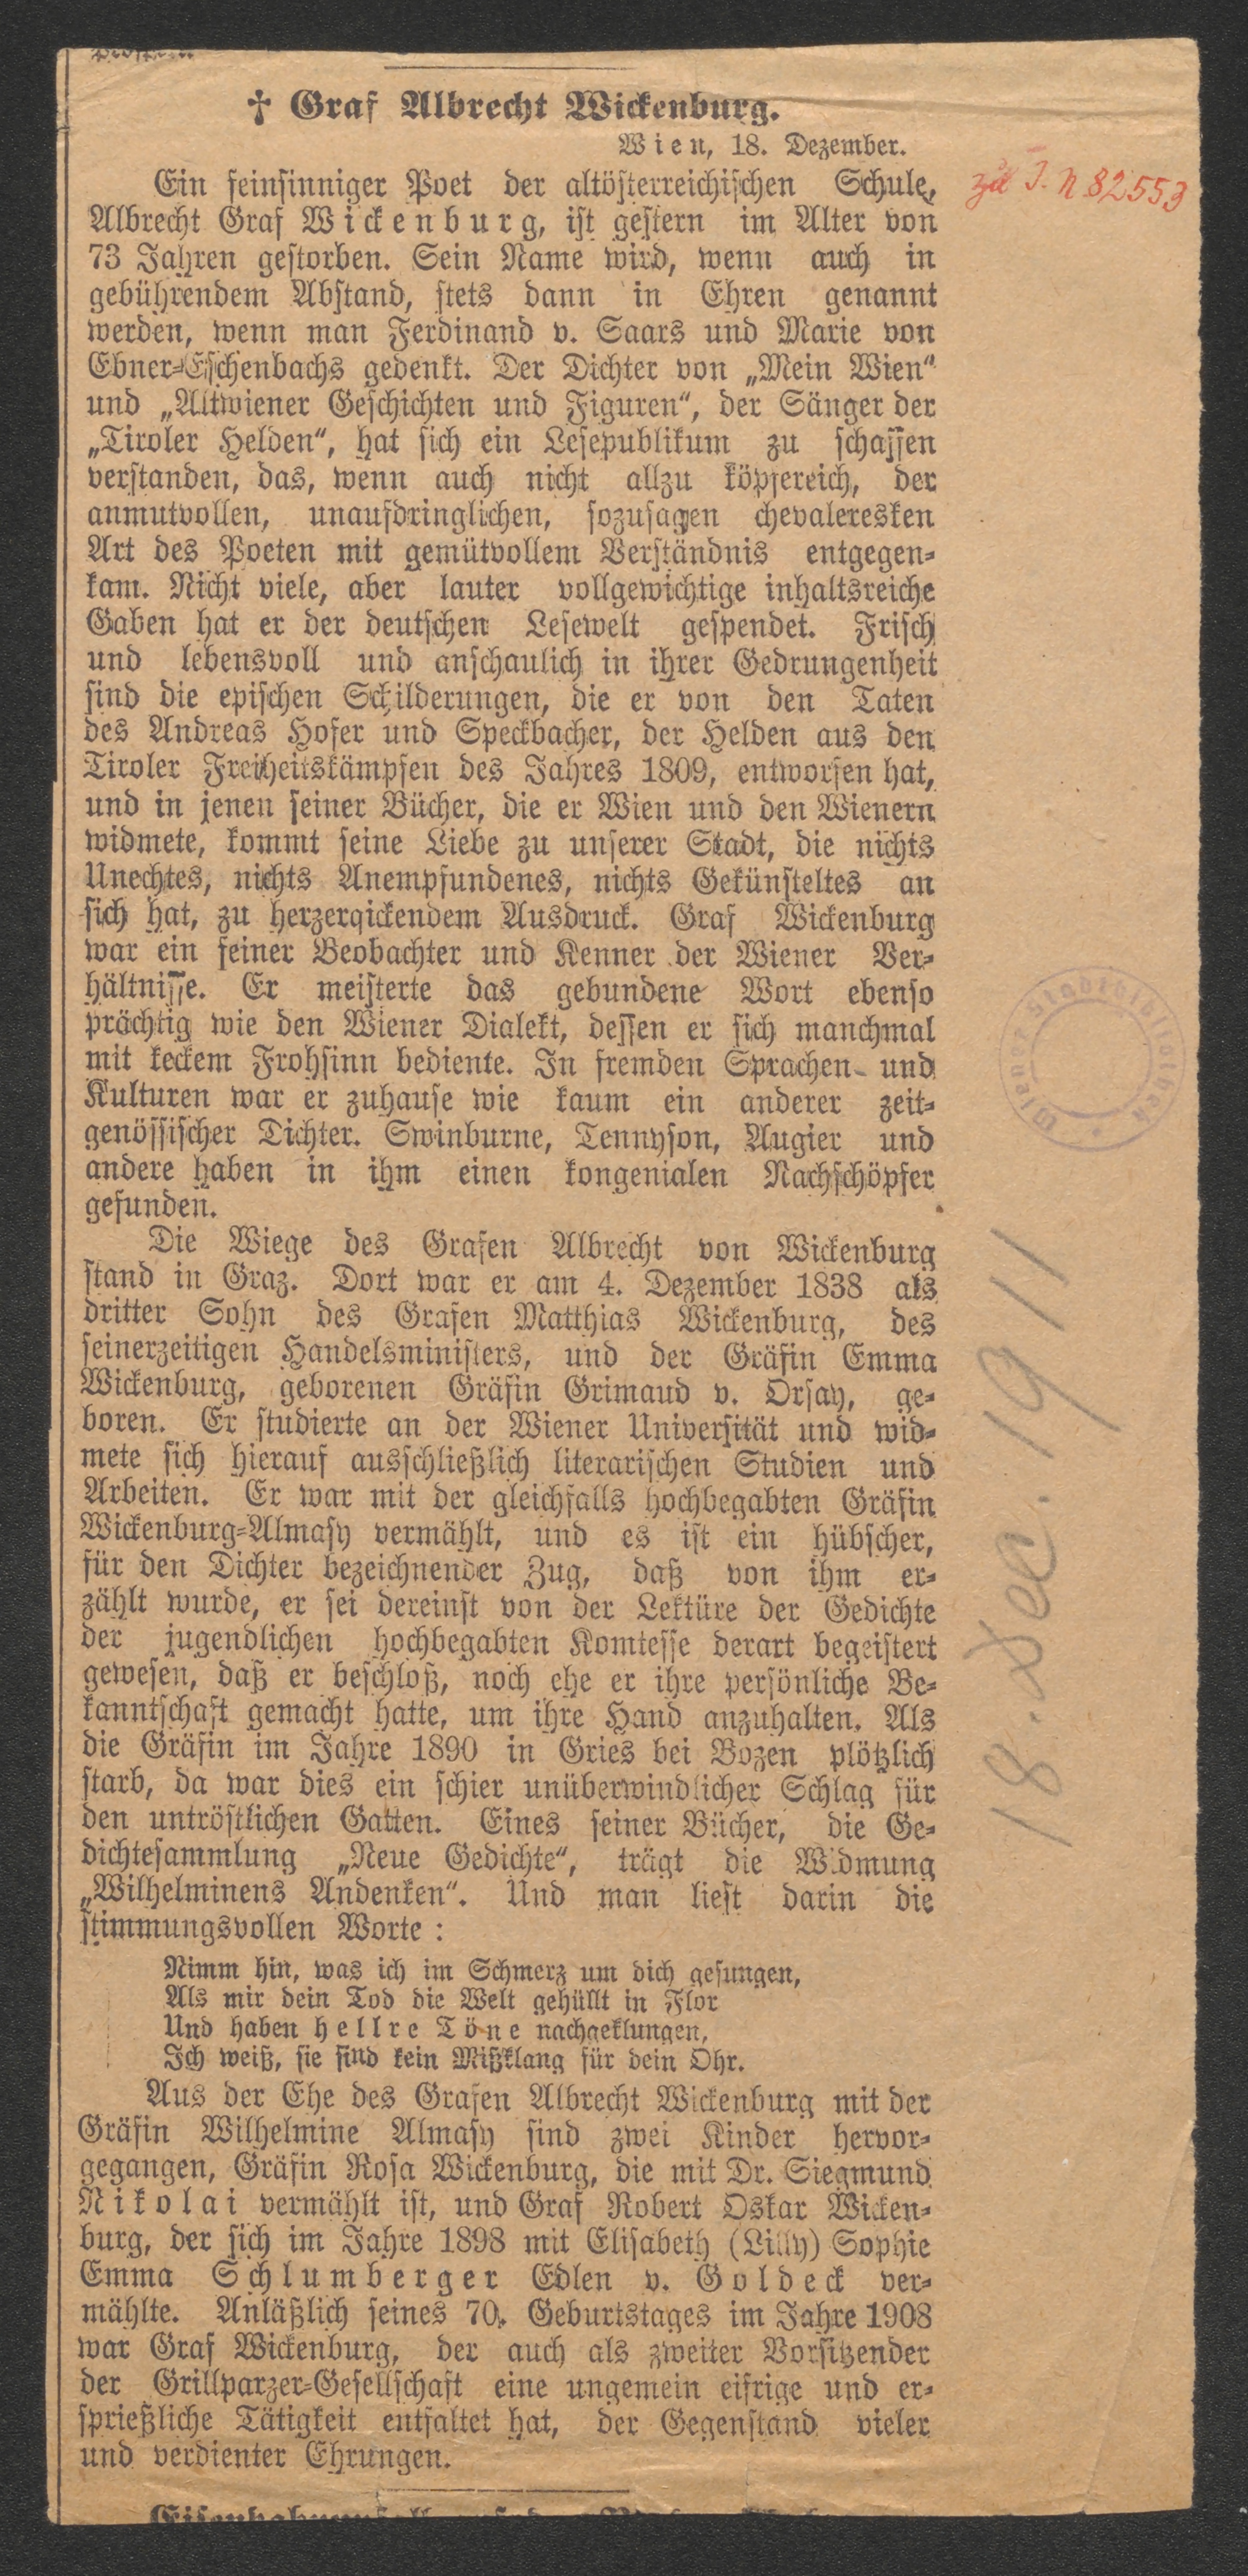 † Graf Albrecht Wickenburg.
Wien, 18. Dezember.
zu I. N 82553
Ein feinsinniger Poet der altösterreichischen Schule,
Albrecht Graf Wickenburg, ist gestern im Alter von
73 Jahren gestorben. Sein Name wird, wenn auch in
gebührendem Abstand, stets dann in Ehren genannt
werden, wenn man Ferdinand v. Saars und Marie von
Ebner-Eschenbachs gedenkt. Der Dichter von „Mein Wien“
und „Altwiener Geschichten und Figuren“, der Sänger der
„Tiroler Helden“, hat sich ein Lesepublikum zu schaffen
verstanden, das, wenn auch nicht allzu köpfereich, der
anmutvollen, unaufdringlichen, sozusagen chevaleresken
Art des Poeten mit gemütvollem Verständnis entgegen-
kam. Nicht viele, aber lauter vollgewichtige inhaltsreiche
Gaben hat er der deutschen Lesewelt gespendet. Frisch
und lebensvoll und anschaulich in ihrer Gedrungenheit
sind die epischen Schilderungen, die er von den Taten
des Andreas Hofer und Speckbacher, der Helden aus den
Tiroler Freiheitskämpfen des Jahres 1809, entworfen hat,
und in jenen seiner Bücher, die er Wien und den Wienern
widmete, kommt seine Liebe zu unserer Stadt, die nichts
Unechtes, nichts Anempfundenes, nichts Gekünsteltes an
sich hat, zu herzerqickendem Ausdruck. Graf Wickenburg
war ein feiner Beobachter und Kenner der Wiener Ver-
hältnisse. Er meisterte das gebundene Wort ebenso
prächtig wie den Wiener Dialekt, dessen er sich manchmal
mit keckem Frohsinn bediente. In fremden Sprachen und
Kulturen war er zuhause wie kaum ein anderer zeit-
genössischer Dichter. Swinburne, Tennyson, Augier und
andere haben in ihm einen kongenialen Nachschöpfer
gefunden.
Wiener Stadtbibliothek
Die Wiege des Grafen Albrecht von Wickenburg
stand in Graz. Dort war er am 4. Dezember 1838 als
dritter Sohn des Grafen Matthias Wickenburg, des
seinerzeitigen Handelsministers, und der Gräfin Emma
Wickenburg, geborenen Gräfin Grimaud v. Orsay, ge-
boren. Er studierte an der Wiener Universität und wid-
mete sich hierauf ausschließlich literarischen Studien und
Arbeiten. Er war mit der gleichfalls hochbegabten Gräfin
Wickenburg-Almasy vermählt, und es ist ein hübscher,
für den Dichter bezeichnender Zug, daß von ihm er-
zählt wurde, er sei dereinst von der Lektüre der Gedichte
der jugendlichen hochbegabten Komtesse derart begeistert
gewesen, daß er beschloß, noch ehe er ihre persönliche Be-
kanntschaft gemacht hatte, um ihre Hand anzuhalten. Als
die Gräfin im Jahre 1890 in Gries bei Bozen plötzlich
starb, da war dies ein schier unüberwindlicher Schlag für
den untröstlichen Gatten. Eines seiner Bücher, die Ge-
dichtesammlung „Neue Gedichte“, trägt die Widmung
„Wilhelminens Andenken“. Und man liest darin die
stimmungsvollen Worte:
18. Dec. 1911
Nimm hin, was ich im Schmerz um dich gesungen,
Als mir dein Tod die Welt gehüllt in Flor
Und haben hellre Töne nachgeklungen,
Ich weiß, sie sind kein Mißklang für dein Ohr.
Aus der Ehe des Grafen Albrecht Wickenburg mit der
Gräfin Wilhelmine Almasy sind zwei Kinder hervor-
gegangen, Gräfin Rosa Wickenburg, die mit Dr. Siegmund
Nikolai vermählt ist, und Graf Robert Oskar Wicken-
burg, der sich im Jahre 1898 mit Elisabeth (Lilly) Sophie
Emma Schlumberger Edlen v. Goldeck ver-
mählte. Anläßlich seines 70. Geburtstages im Jahre 1908
war Graf Wickenburg, der auch als zweiter Vorsitzender
der Grillparzer-Gesellschaft eine ungemein eifrige und er-
sprießliche Tätigkeit entfaltet hat, der Gegenstand vieler
und verdienter Ehrungen.